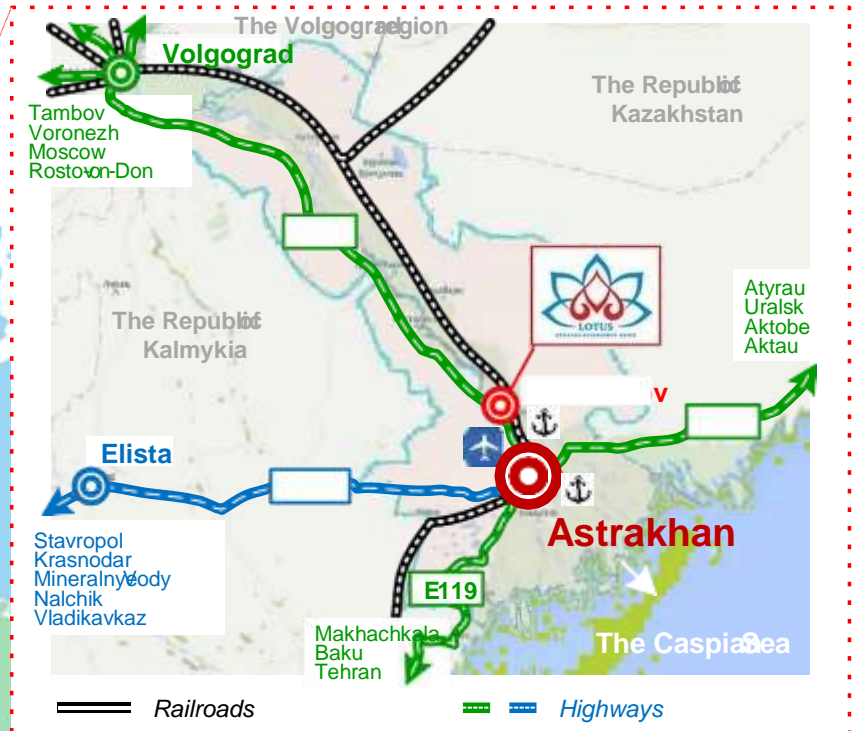 The Volgograd region
Volgograd
The Republic of
Kazakhstan
Tambov
Voronezh
Moscow
Rostov-on-Don
LOTUS
Atyrau
Uralsk
Aktobe
Aktau
The Republic of
Kalmykia
v
Elista
Astrakhan
Stavropol
Krasnodar
Mineralnye Vody
Nalchik
Vladikavkaz
E119
Makhachkala
Baku
Tehran
The Caspian Sea
Railroads
Highways